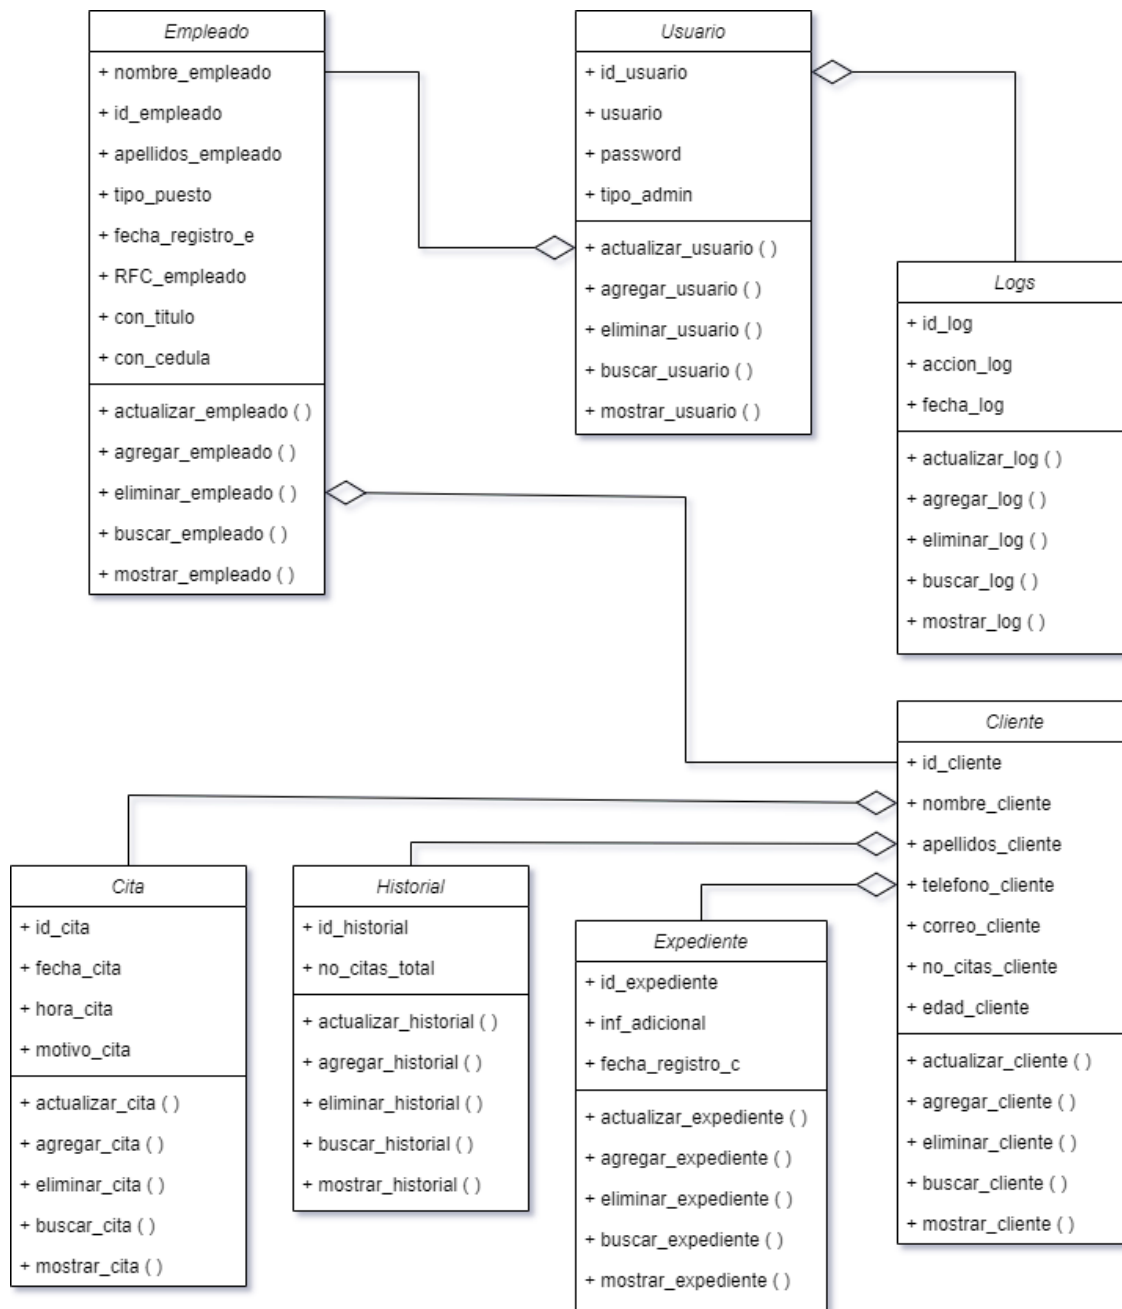 Empleado
+ nombre_empleado
+ id_empleado
+ apellidos_empleado
+ tipo_puesto
+ fecha_registro_e
+ RFC_empleado
+ con_titulo
+ con_cedula
+ actualizar_empleado ( )
+ agregar_empleado ( )
+ eliminar_empleado ( )
+ buscar_empleado ( )
+ mostrar_empleado ( )
Usuario
+ id_usuario
+ usuario
+ password
+ tipo_admin
+ actualizar_usuario ( )
+ agregar_usuario ( )
+ eliminar_usuario ( )
+ buscar_usuario ( )
+ mostrar_usuario ( )
Logs
+ id_log
+ accion_log
+ fecha_log
+ actualizar_log ( )
+ agregar_log ( )
+ eliminar_log ( )
+ buscar_log ( )
+ mostrar_log ( )
Cliente
+ id_cliente
+ nombre_cliente
+ apellidos_cliente
+ telefono_cliente
+ correo_cliente
+ no_citas_cliente
+ edad_cliente
+ actualizar_cliente ( )
+ agregar_cliente ( )
+ eliminar_cliente ( )
+ buscar_cliente ( )
+ mostrar_cliente ( )
Cita
+ id_cita
+ fecha_cita
+ hora_cita
+ motivo_cita
+ actualizar_cita ( )
+ agregar_cita ( )
+ eliminar_cita ( )
+ buscar_cita ( )
+ mostrar_cita ( )
Historial
+ id_historial
+ no_citas_total
+ actualizar_historial ( )
+ agregar_historial ( )
+ eliminar_historial ( )
+ buscar_historial ( )
+ mostrar_historial ( )
Expediente
+ id_expediente
+ inf_adicional
+ fecha_registro_c
+ actualizar_expediente ( )
+ agregar_expediente ( )
+ eliminar_expediente ( )
+ buscar_expediente ( )
+ mostrar_expediente ( )